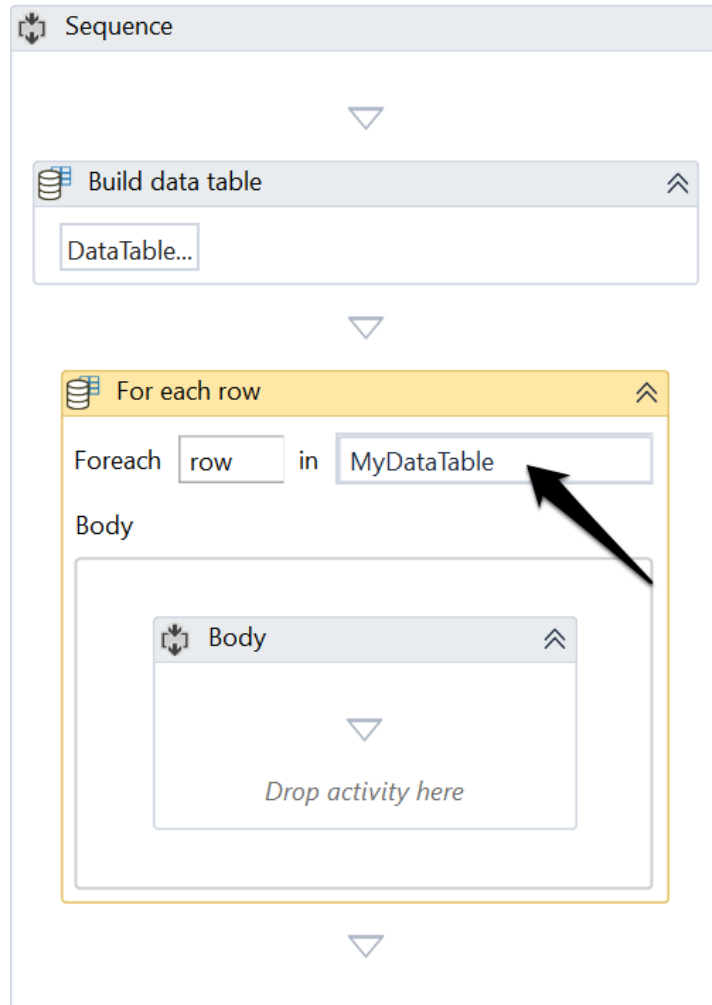 Sequence
Build data table
DataTable...
For each row
Foreach row in MyDataTable
Body
Body
Drop activity here